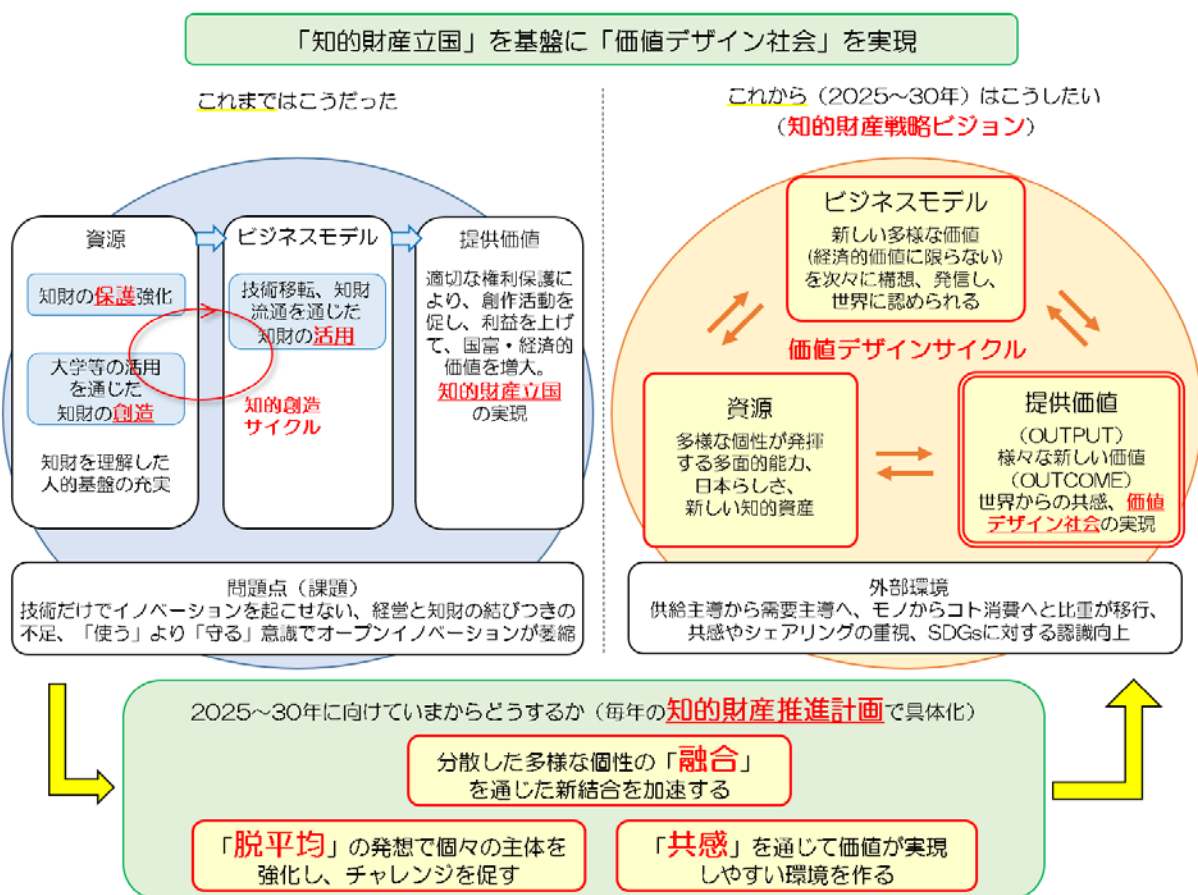 「知的財産立国」を基盤に「価値デザイン社会」を実現
これまではこうだった
資源
知財の保護強化
大学等の活用
を通じた
知財の創造
知財を理解した
人的基盤の充実
ビジネスモデル
技術移転、知財
流通を通じた
知財の活用
知的創造
サイクル
提供価値
適切な権利保護に
より、創作活動を
促し、利益を上げ
て、国富・経済的
価値を増大。
知的財産立国
の実現
問題点（課題）
技術だけでイノベーションを起こせない、経営と知財の結びつきの
不足、「使う」より「守る」意識でオープンイノベーションが萎縮
これから（2025～30年）はこうしたい
（知的財産戦略ビジョン）
ビジネスモデル
新しい多様な価値
(経済的価値に限らない)
を次々に構想、発信し、
世界に認められる
価値デザインサイクル
資源
多様な個性が発揮
する多面的能力、
日本らしさ、
新しい知的資産
提供価値
(OUTPUT)
様々な新しい価値
(OUTCOME)
世界からの共感、価値
デザイン社会の実現
外部環境
供給主導から需要主導へ、モノからコト消費へと比重が移行、
共感やシェアリングの重視、SDGsに対する認識向上
2025～30年に向けていまからどうするか（毎年の知的財産推進計画で具体化）
分散した多様な個性の「融合」
を通じた新結合を加速する
「脱平均」の発想で個々の主体を
強化し、チャレンジを促す
「共感」を通じて価値が実現
しやすい環境を作る